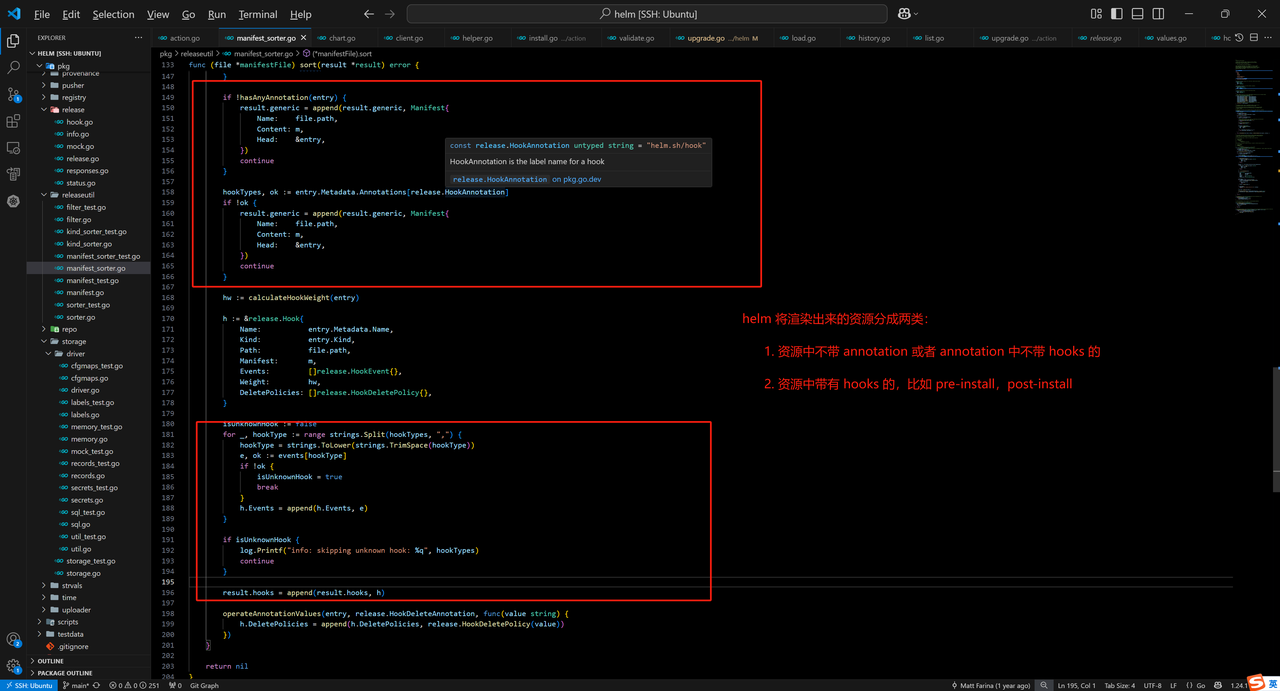 File Edit Selection View Go Run Terminal Help
helm [SSH: Ubuntu]
EXPLORER
action.go
manifest_sorter.go
chart.go
client.go
helper.go
install.go .../action
validate.go
upgrade.go .../helm M
load.go
history.go
list.go
upgrade.go .../action
release.go
values.go
HELM [SSH: UBUNTU]
pkg > releaseutil > manifest_sorter.go > (*manifestFile).sort
pkg
provenance
pusher
registry
release
hook.go
info.go
mock.go
release.go
responses.go
status.go
releaseutil
filter_test.go
filter.go
kind_sorter_test.go
kind_sorter.go
manifest_sorter_test.go
manifest_sorter.go
manifest_test.go
manifest.go
sorter_test.go
sorter.go
repo
storage
driver
cfgmaps_test.go
cfgmaps.go
driver.go
labels_test.go
labels.go
memory_test.go
memory.go
mock_test.go
records_test.go
records.go
secrets_test.go
secrets.go
sql_test.go
sql.go
util_test.go
util.go
storage_test.go
storage.go
strvals
time
uploader
scripts
testdata
.gitignore
OUTLINE
PACKAGE OUTLINE
133 func (file *manifestFile) sort(result *result) error {
147 }
148
149 if !hasAnyAnnotation(entry) {
150 result.generic = append(result.generic, Manifest{
151 Name: file.path,
152 Content: m,
153 Head: &entry,
154 })
155 continue
156 }
157
158 hookTypes, ok := entry.Metadata.Annotations[release.HookAnnotation]
159 if !ok {
160 result.generic = append(result.generic, Manifest{
161 Name: file.path,
162 Content: m,
163 Head: &entry,
164 })
165 continue
166 }
167
168 hw := calculateHookWeight(entry)
169
170 h := &release.Hook{
171 Name: entry.Metadata.Name,
172 Kind: entry.Kind,
173 Path: file.path,
174 Manifest: m,
175 Events: []release.HookEvent{},
176 Weight: hw,
177 DeletePolicies: []release.HookDeletePolicy{},
178 }
179
180 isUnknownHook := false
181 for _, hookType := range strings.Split(hookTypes, ",") {
182 hookType = strings.ToLower(strings.TrimSpace(hookType))
183 e, ok := events[hookType]
184 if !ok {
185 isUnknownHook = true
186 break
187 }
188 h.Events = append(h.Events, e)
189 }
190
191 if isUnknownHook {
192 log.Printf("info: skipping unknown hook: %q", hookTypes)
193 continue
194 }
195
196 result.hooks = append(result.hooks, h)
197
198 operateAnnotationValues(entry, release.HookDeleteAnnotation, func(value string) {
199 h.DeletePolicies = append(h.DeletePolicies, release.HookDeletePolicy(value))
200 })
201 }
202
203 return nil
204 }
const release.HookAnnotation untyped string = "helm.sh/hook"
HookAnnotation is the label name for a hook
release.HookAnnotation on pkg.go.dev
helm 将渲染出来的资源分成两类：
1. 资源中不带 annotation 或者 annotation 中不带 hooks 的
2. 资源中带有 hooks 的，比如 pre-install，post-install
SSH: Ubuntu main* 0 0 251 0 Git Graph
Matt Farina (1 year ago) Ln 195, Col 1 Tab Size: 4 UTF-8 LF {} Go 1.24.1
英